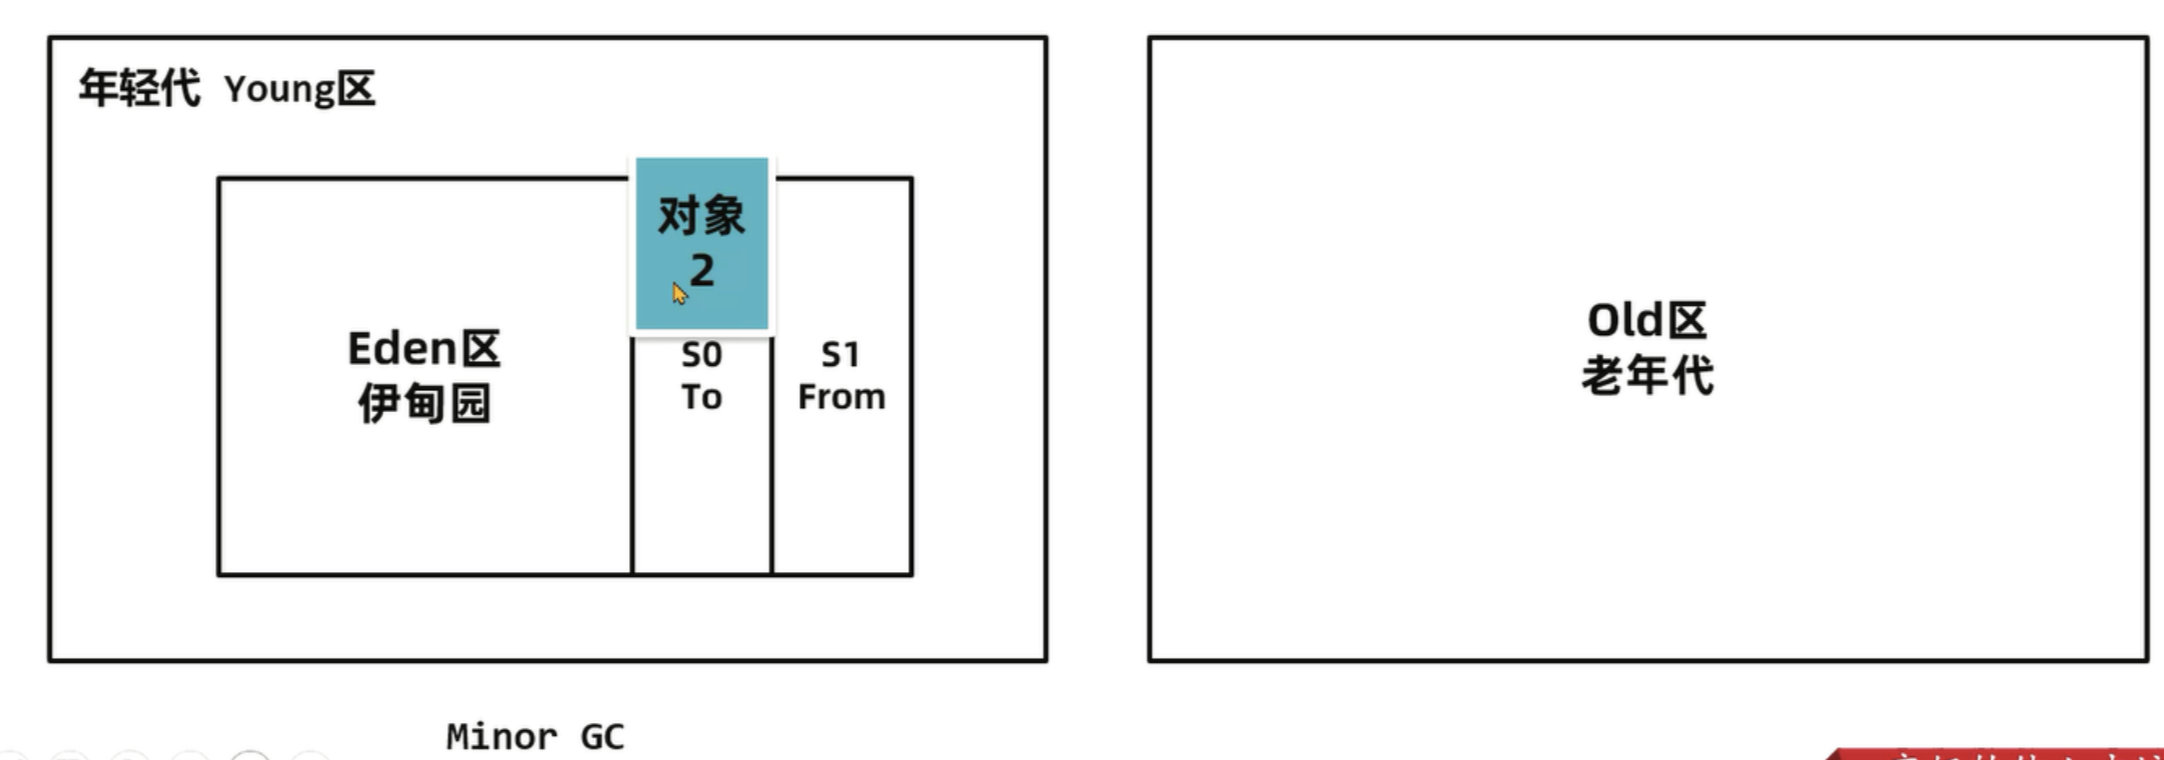 年轻代 Young区
对象
2
Eden区
伊甸园
S0
To
S1
From
Old区
老年代
Minor GC